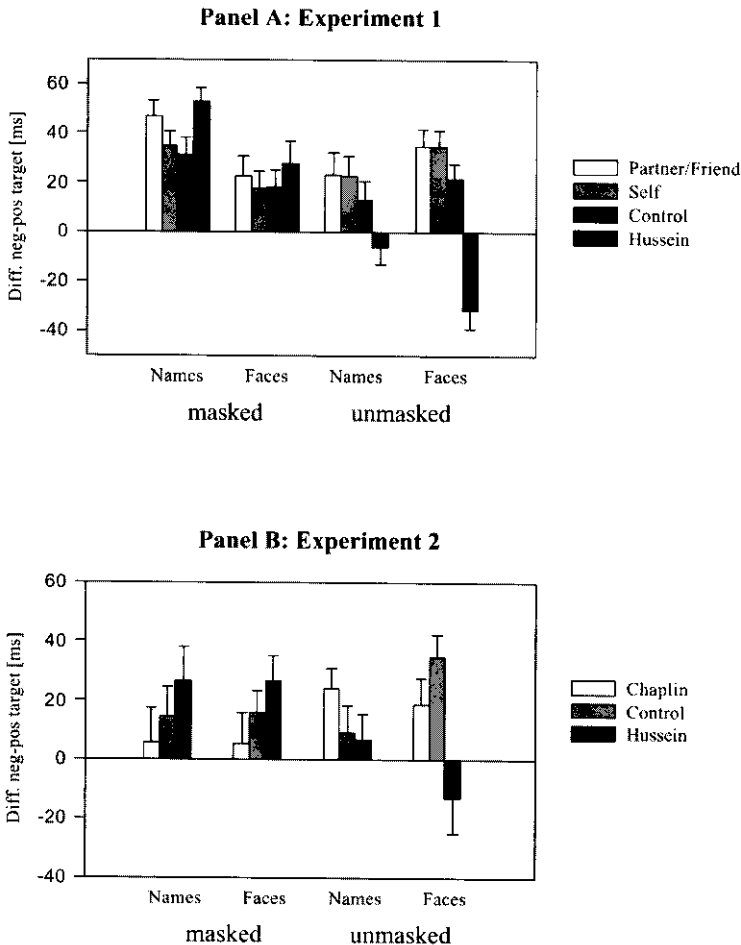 Panel A: Experiment 1
60
40
20
0
-20
-40
Diff. neg-pos target [ms]
Partner/Friend
Self
Control
Hussein
Names Faces Names Faces
masked unmasked
Panel B: Experiment 2
60
40
20
0
-20
-40
Diff. neg-pos target [ms]
Chaplin
Control
Hussein
Names Faces Names Faces
masked unmasked